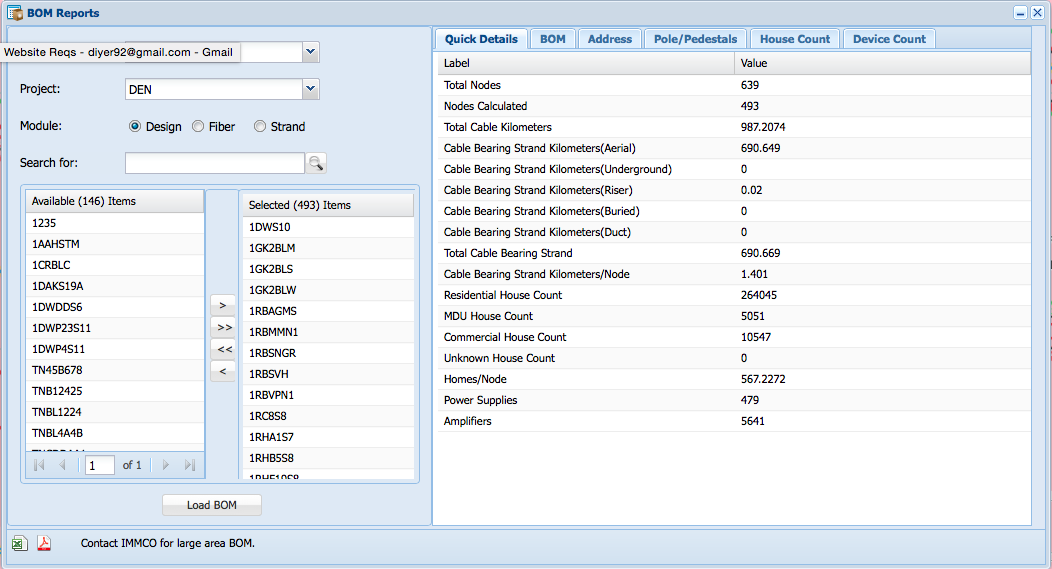 BOM Reports
Website Reqs - diyer92@gmail.com - Gmail
Project: DEN
Module: Design Fiber Strand
Search for:
Available (146) Items
1235
1AAHSTM
1CRBLC
1DAKS19A
1DWDDS6
1DWP23S11
1DWP4S11
TN45B678
TNB12425
TNBL1224
TNBL4A4B
1 of 1
>
>>
<<
<
Selected (493) Items
1DWS10
1GK2BLM
1GK2BLS
1GK2BLW
1RBAGMS
1RBMMN1
1RBSNGR
1RBSVH
1RBVPN1
1RC8S8
1RHA1S7
1RHB5S8
Load BOM
Quick Details BOM Address Pole/Pedestals House Count Device Count
Label Value
Total Nodes 639
Nodes Calculated 493
Total Cable Kilometers 987.2074
Cable Bearing Strand Kilometers(Aerial) 690.649
Cable Bearing Strand Kilometers(Underground) 0
Cable Bearing Strand Kilometers(Riser) 0.02
Cable Bearing Strand Kilometers(Buried) 0
Cable Bearing Strand Kilometers(Duct) 0
Total Cable Bearing Strand 690.669
Cable Bearing Strand Kilometers/Node 1.401
Residential House Count 264045
MDU House Count 5051
Commercial House Count 10547
Unknown House Count 0
Homes/Node 567.2272
Power Supplies 479
Amplifiers 5641
Contact IMMCO for large area BOM.